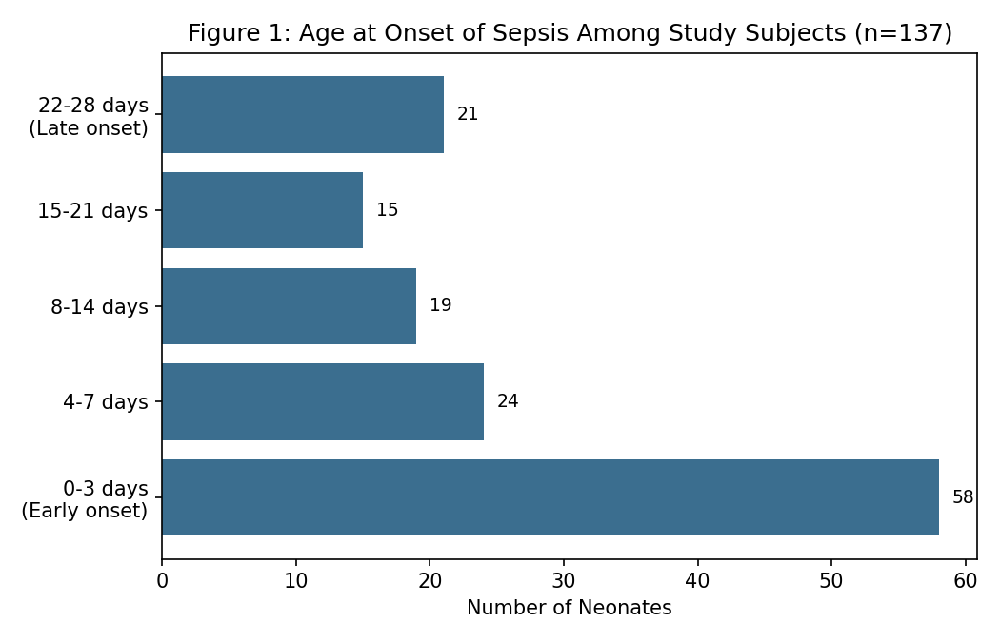 Figure 1: Age at Onset of Sepsis Among Study Subjects (n=137)
22-28 days
(Late onset)
21
15-21 days
15
8-14 days
19
4-7 days
24
0-3 days
(Early onset)
58
0 10 20 30 40 50 60
Number of Neonates